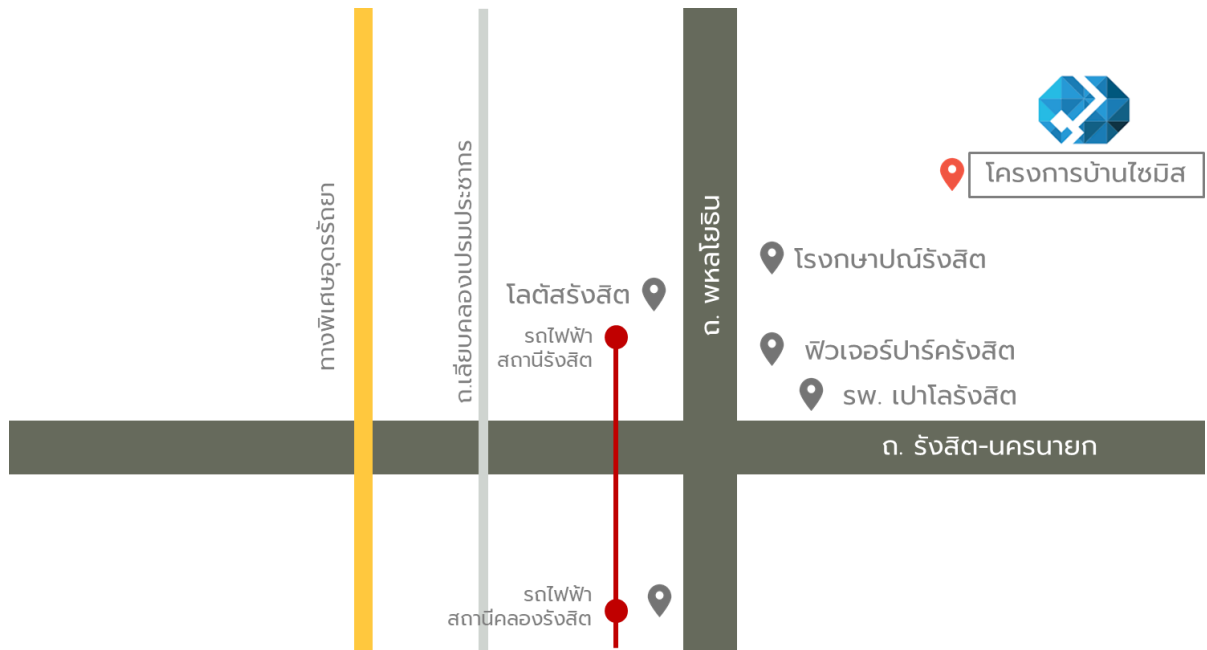 โครงการบ้านไซมิส
ทางพิเศษอุดรรัถยา
ถ.เลียบคลองเปรมประชากร
ถ. พหลโยธิน
โรงกษาปณ์รังสิต
โลตัสรังสิต
รถไฟฟ้า
สถานีรังสิต
ฟิวเจอร์ปาร์ครังสิต
รพ. เปาโลรังสิต
ถ. รังสิต-นครนายก
รถไฟฟ้า
สถานีคลองรังสิต